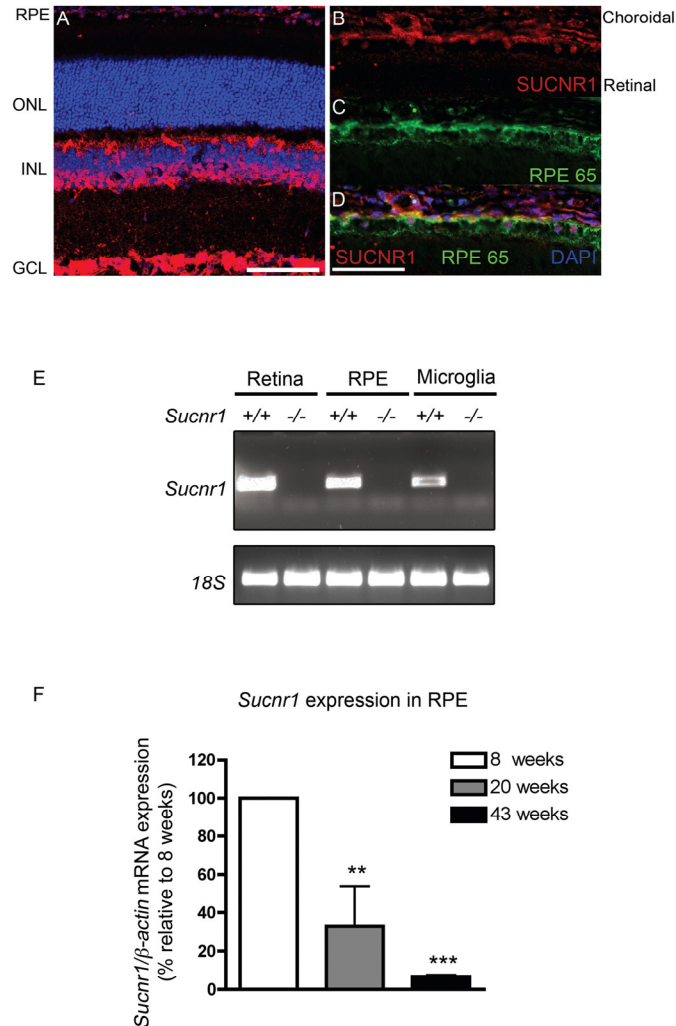 RPE
A
ONL
INL
GCL
B
Choroidal
SUCNR1
Retinal
C
RPE 65
D
SUCNR1 RPE 65 DAPI
E
Retina RPE Microglia
Sucnr1 +/+ -/- +/+ -/- +/+ -/-
Sucnr1
18S
F
Sucnr1 expression in RPE
Sucnr1/β-actin mRNA expression
(% relative to 8 weeks)
120
100
80
60
40
20
0
**
***
8 weeks
20 weeks
43 weeks